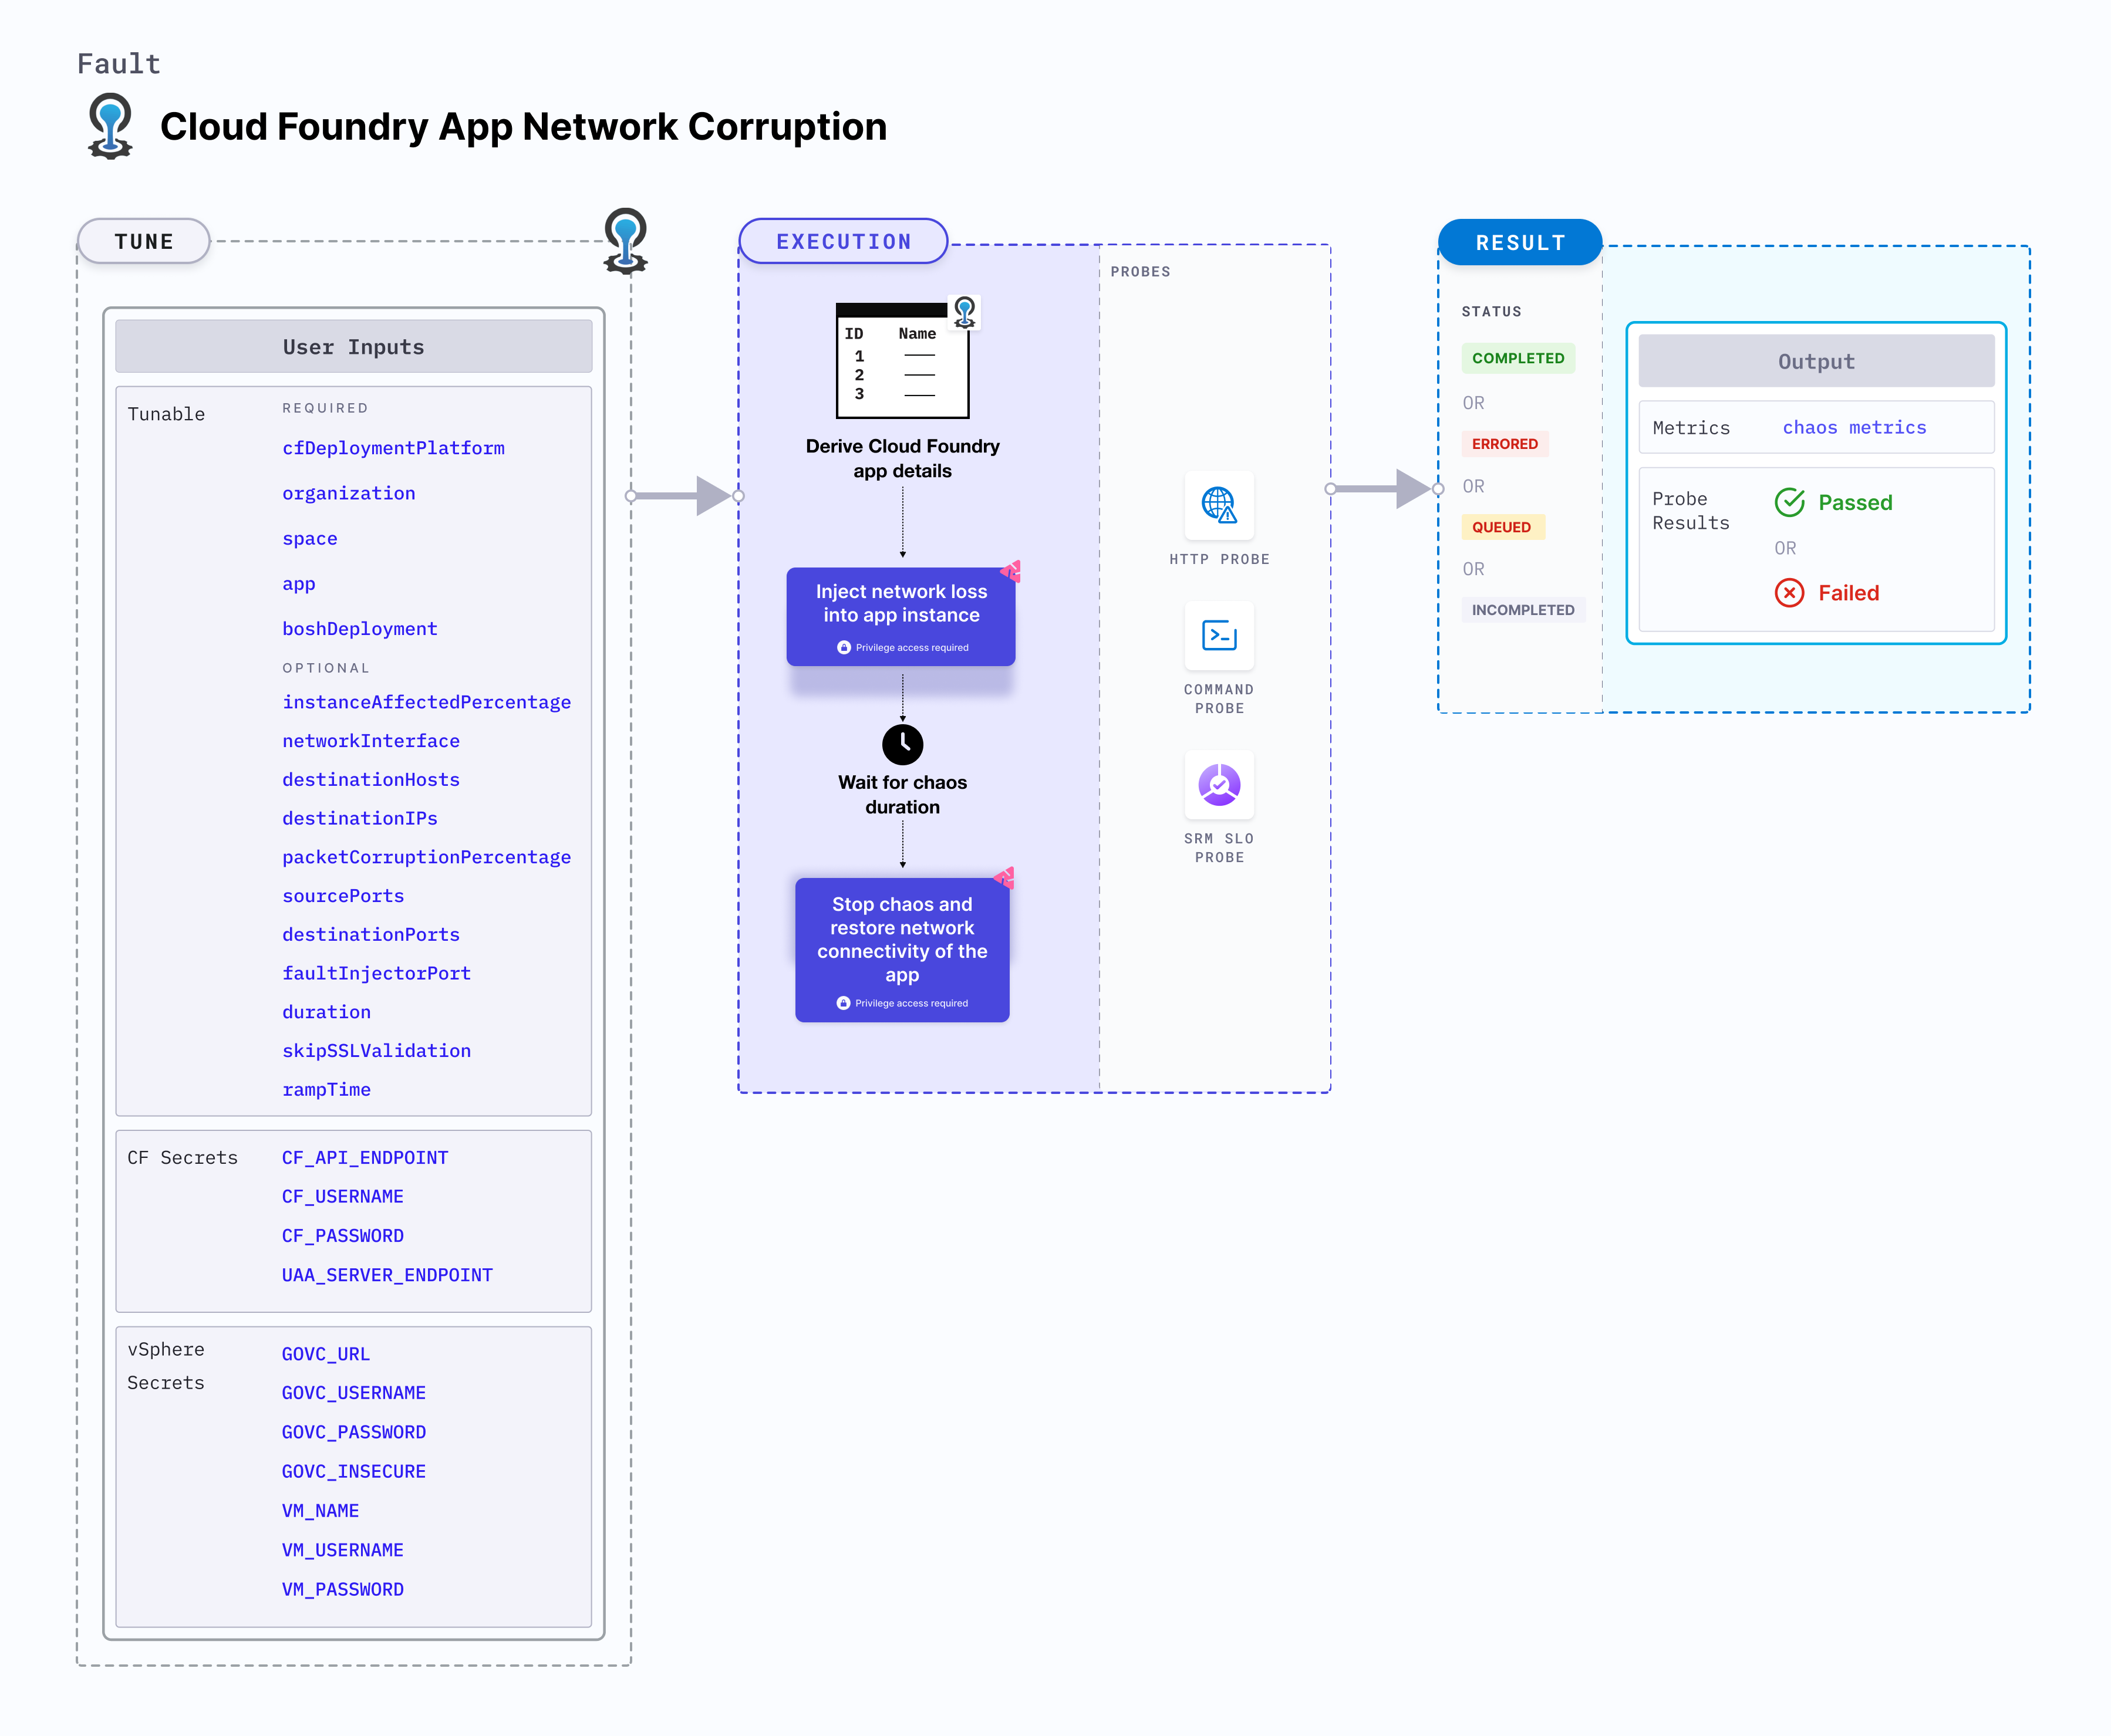 Fault
Cloud Foundry App Network Corruption
TUNE
User Inputs
Tunable
REQUIRED
cfDeploymentPlatform
organization
space
app
boshDeployment
OPTIONAL
instanceAffectedPercentage
networkInterface
destinationHosts
destinationIPs
packetCorruptionPercentage
sourcePorts
destinationPorts
faultInjectorPort
duration
skipSSLValidation
rampTime
CF Secrets
CF_API_ENDPOINT
CF_USERNAME
CF_PASSWORD
UAA_SERVER_ENDPOINT
vSphere
Secrets
GOVC_URL
GOVC_USERNAME
GOVC_PASSWORD
GOVC_INSECURE
VM_NAME
VM_USERNAME
VM_PASSWORD
EXECUTION
ID Name
1
2
3
Derive Cloud Foundry
app details
Inject network loss
into app instance
Privilege access required
Wait for chaos
duration
Stop chaos and
restore network
connectivity of the
app
Privilege access required
PROBES
HTTP PROBE
COMMAND
PROBE
SRM SLO
PROBE
RESULT
STATUS
COMPLETED
OR
ERRORED
OR
QUEUED
OR
INCOMPLETED
Output
Metrics
chaos metrics
Probe
Results
Passed
OR
Failed